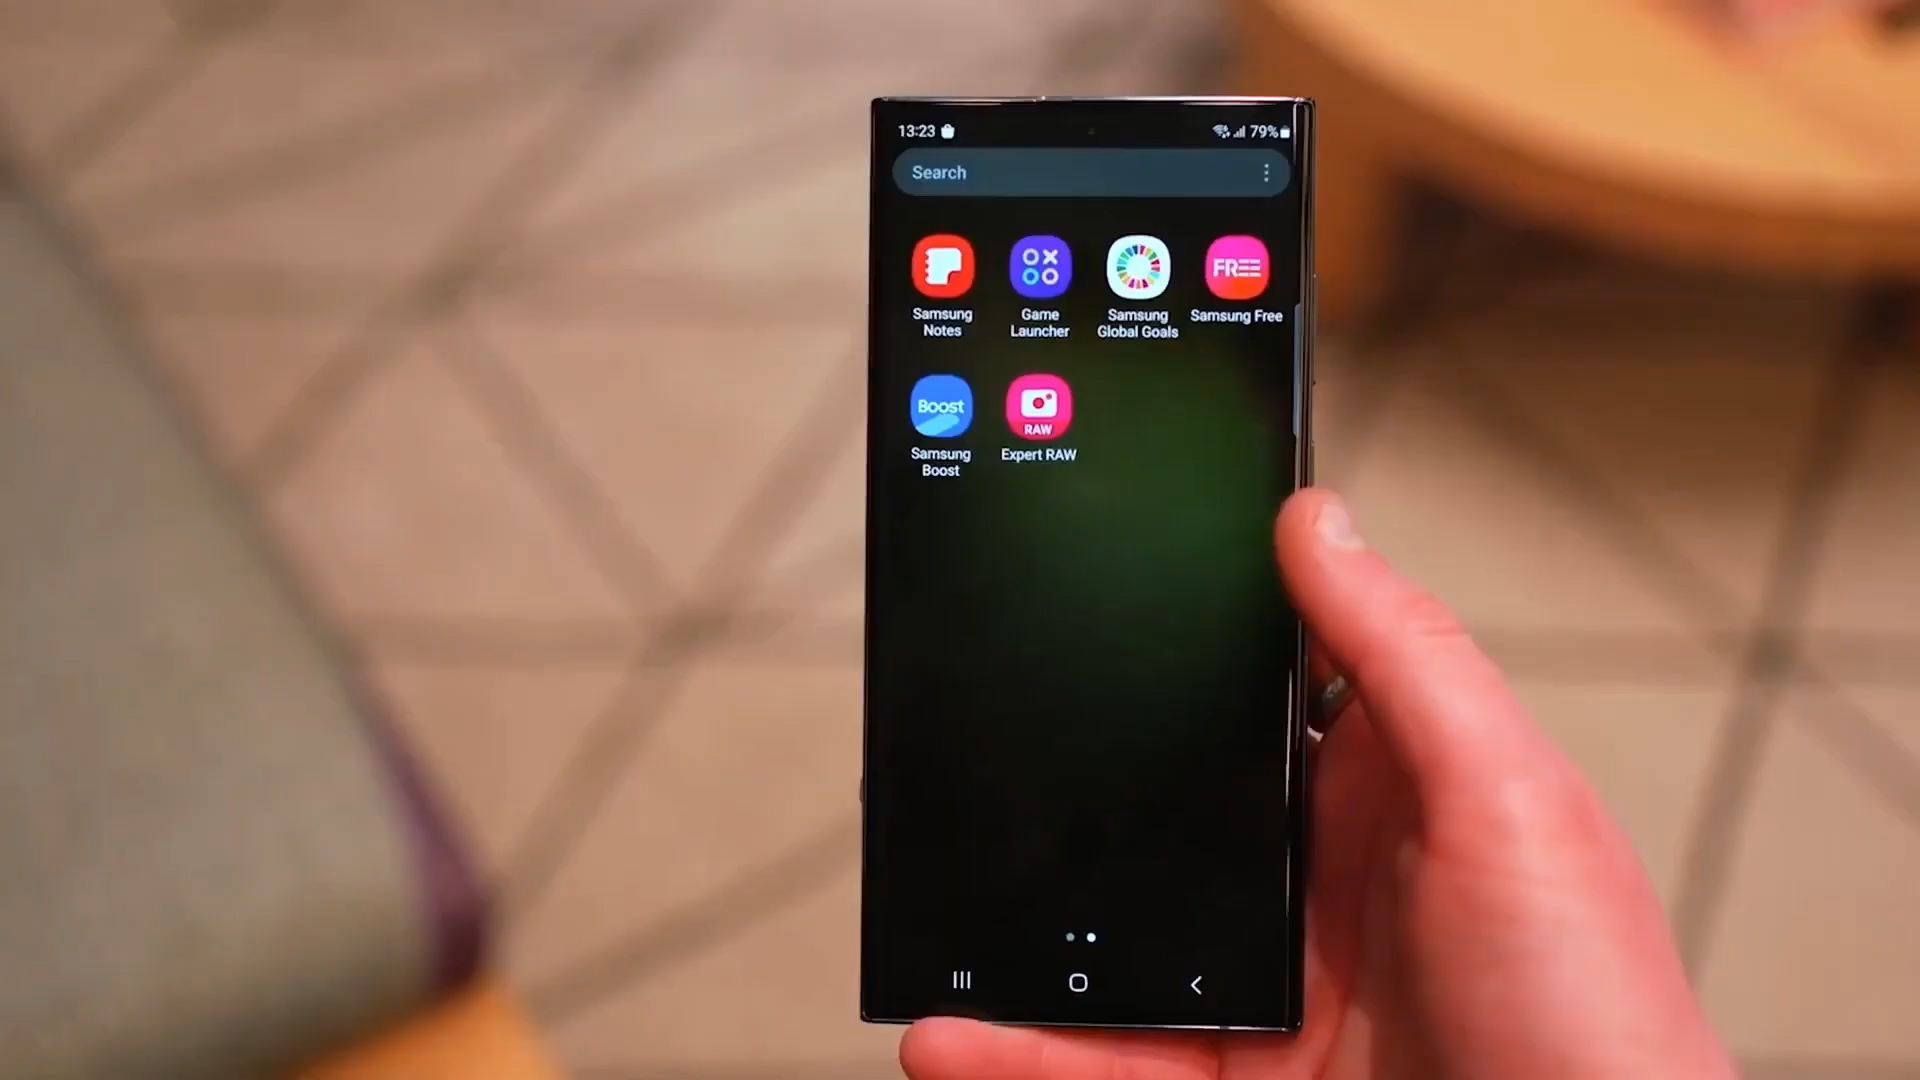 13:23 79%
Search
FREE
Samsung Notes
Game Launcher
Samsung Global Goals
Samsung Free
Boost
RAW
Samsung Boost
Expert RAW